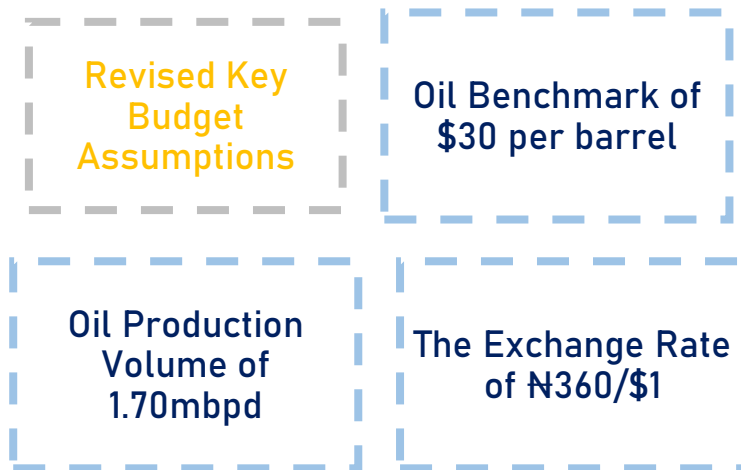 Revised Key
Budget
Assumptions
Oil Benchmark of
$30 per barrel
Oil Production
Volume of
1.70mbpd
The Exchange Rate
of ₦360/$1